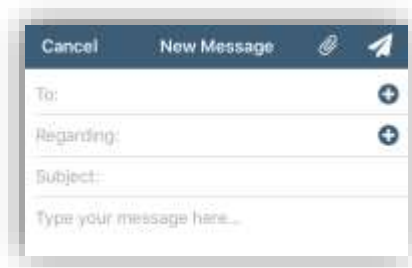 Cancel New Message
To:
Regarding:
Subject:
Type your message here...